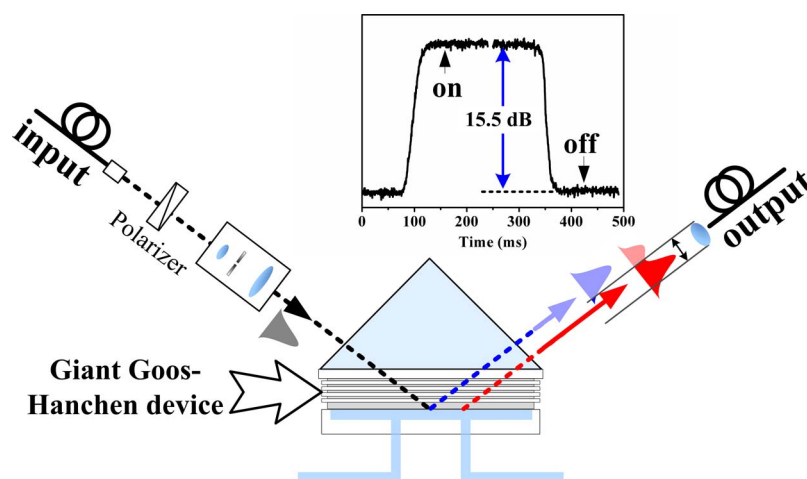 on
15.5 dB
off
0 100 200 300 400 500
Time (ms)
input
Polarizer
output
Giant Goos-
Hanchen device